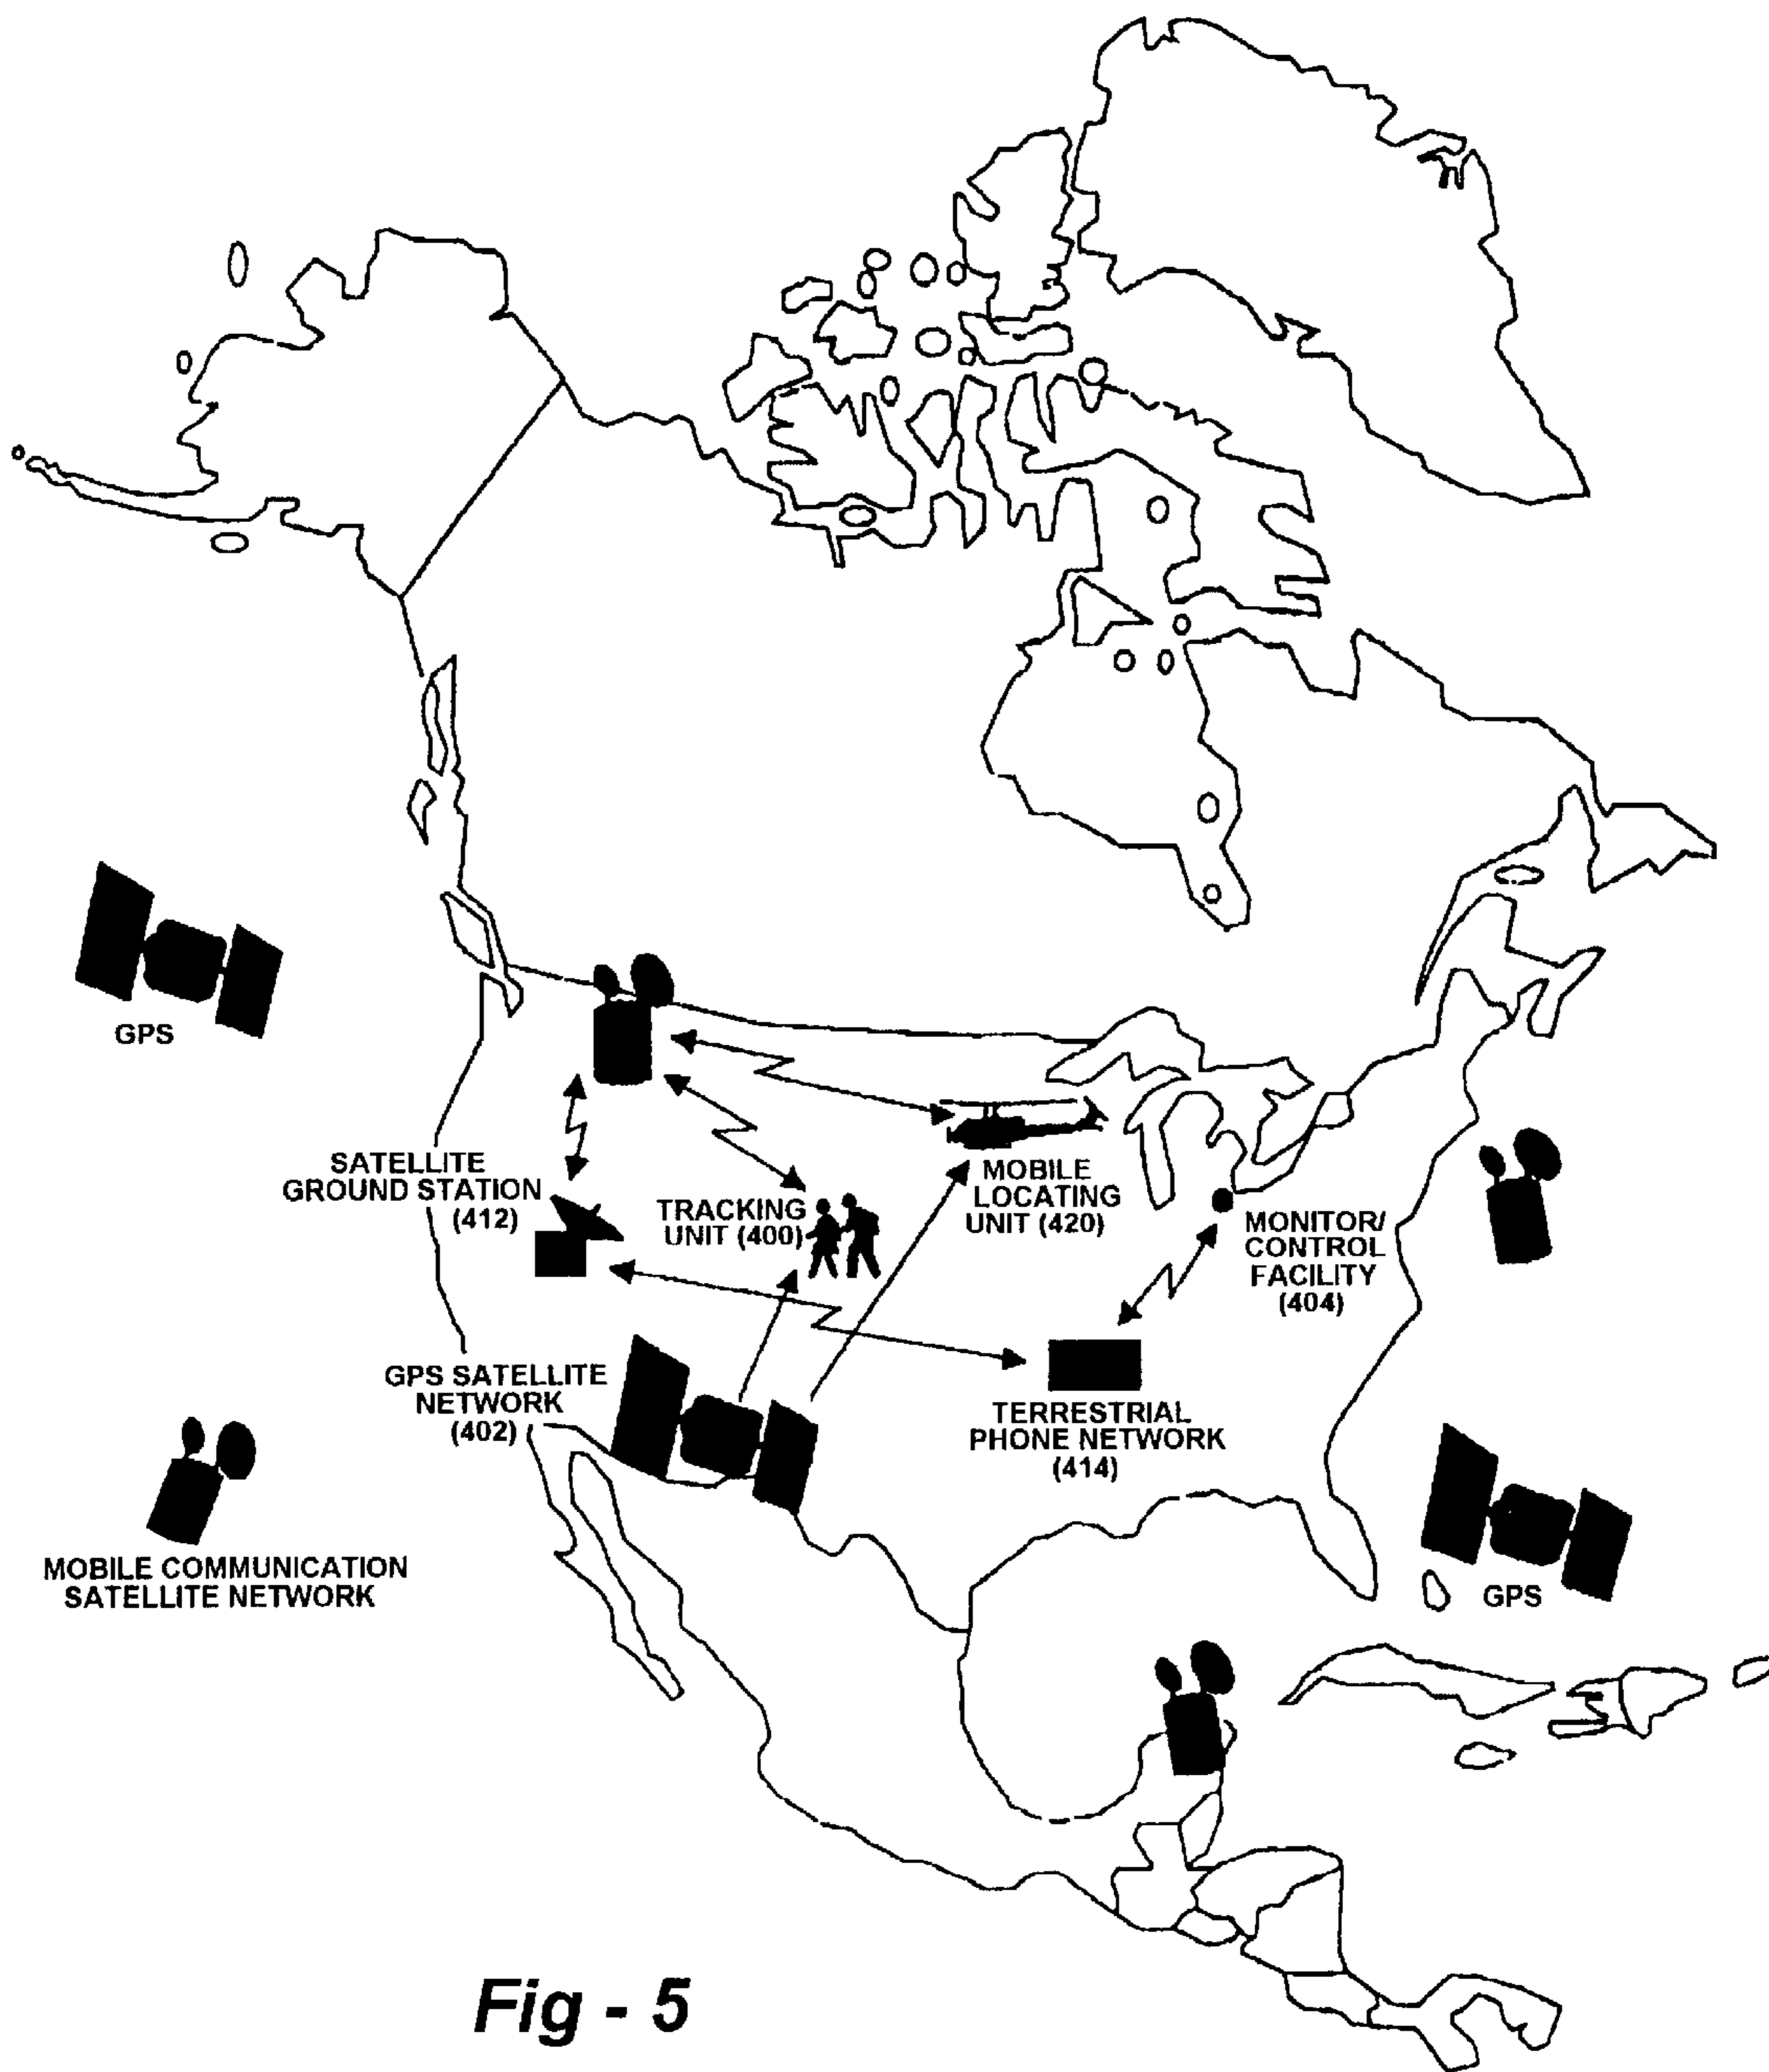 GPS
SATELLITE
GROUND STATION
(412)
TRACKING
UNIT (400)
MOBILE
LOCATING
UNIT (420)
MONITOR/
CONTROL
FACILITY
(404)
GPS SATELLITE
NETWORK
(402)
TERRESTRIAL
PHONE NETWORK
(414)
MOBILE COMMUNICATION
SATELLITE NETWORK
GPS
Fig - 5